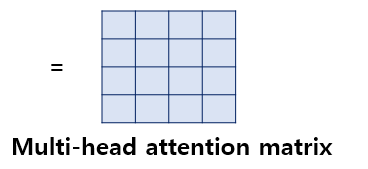 =
Multi-head attention matrix